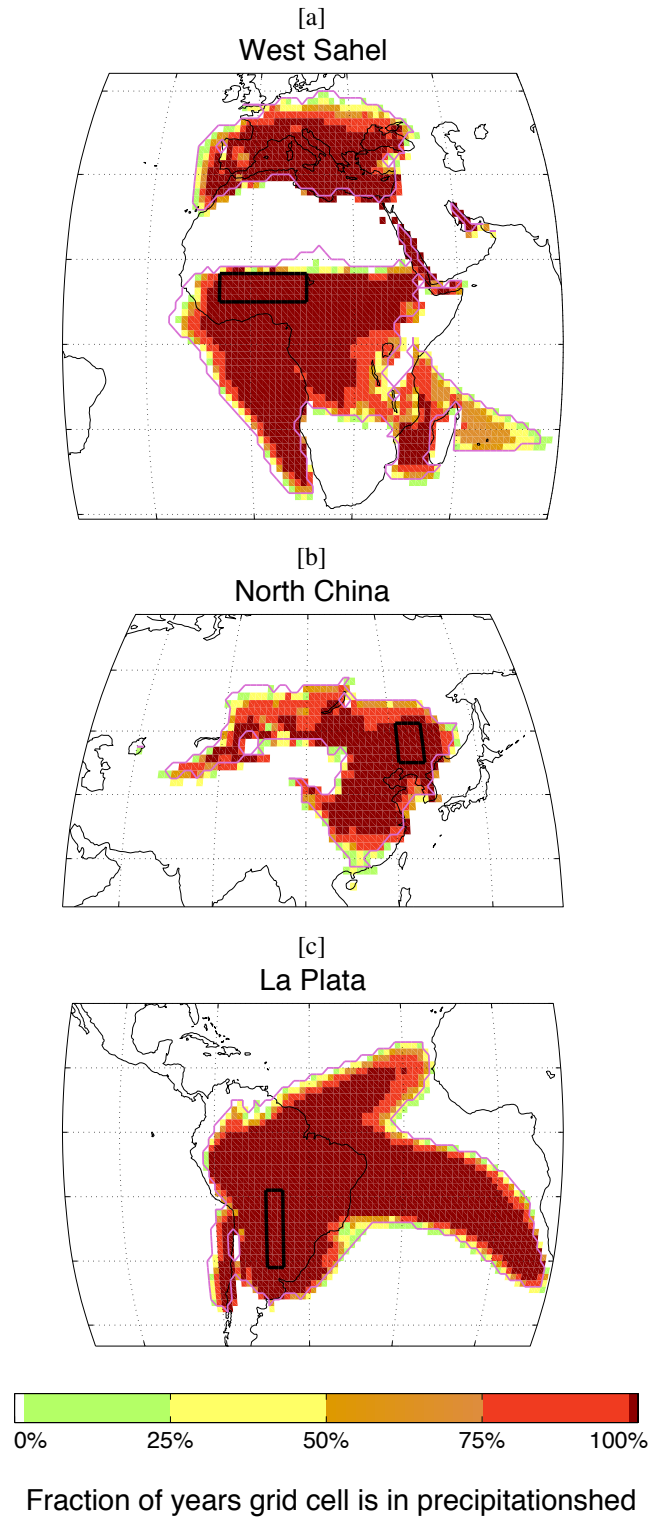 [a]
West Sahel
[b]
North China
[c]
La Plata
0% 25% 50% 75% 100%
Fraction of years grid cell is in precipitationshed